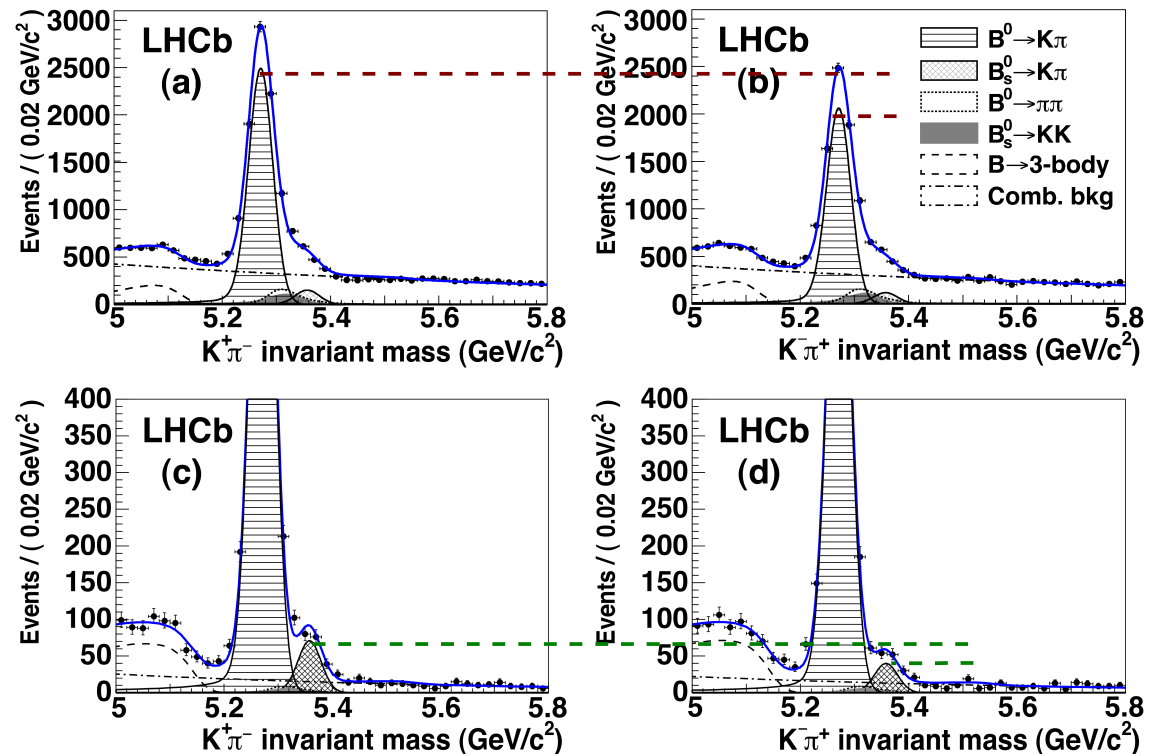 Events / ( 0.02 GeV/c² )
3000
2500
2000
1500
1000
500
0
LHCb
(a)
5 5.2 5.4 5.6 5.8
K⁺π⁻ invariant mass (GeV/c²)
Events / ( 0.02 GeV/c² )
3000
2500
2000
1500
1000
500
0
LHCb
(b)
B⁰→Kπ
B⁰ₛ→Kπ
B⁰→ππ
B⁰ₛ→KK
B→3-body
Comb. bkg
5 5.2 5.4 5.6 5.8
K⁻π⁺ invariant mass (GeV/c²)
Events / ( 0.02 GeV/c² )
400
350
300
250
200
150
100
50
0
LHCb
(c)
5 5.2 5.4 5.6 5.8
K⁺π⁻ invariant mass (GeV/c²)
Events / ( 0.02 GeV/c² )
400
350
300
250
200
150
100
50
0
LHCb
(d)
5 5.2 5.4 5.6 5.8
K⁻π⁺ invariant mass (GeV/c²)